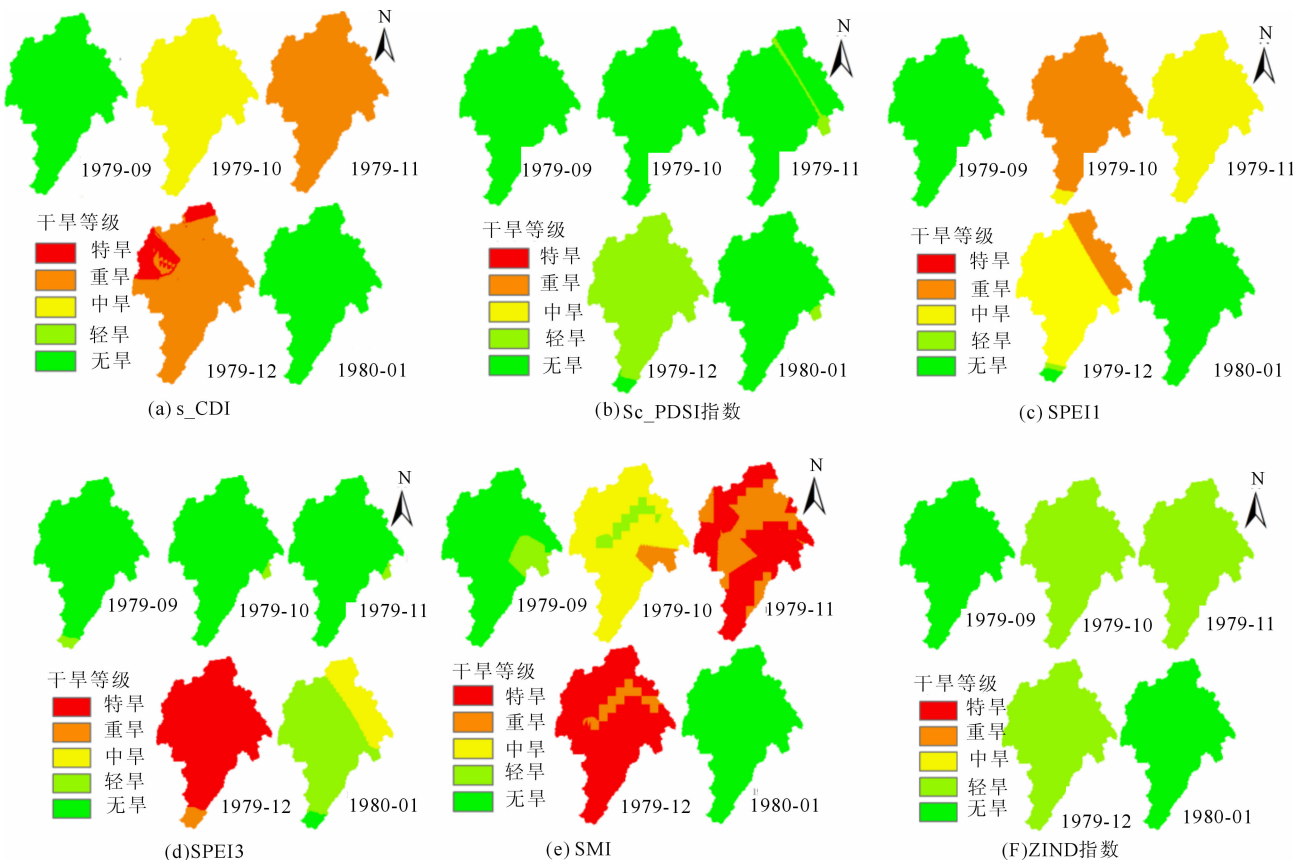 N
1979-09
1979-10
1979-11
干旱等级
特旱
重旱
中旱
轻旱
无旱
1979-12
1980-01
(a) s_CDI
N
1979-09
1979-10
1979-11
干旱等级
特旱
重旱
中旱
轻旱
无旱
1979-12
1980-01
(b) Sc_PDSI指数
N
1979-09
1979-10
1979-11
干旱等级
特旱
重旱
中旱
轻旱
无旱
1979-12
1980-01
(c) SPEI1
N
1979-09
1979-10
1979-11
干旱等级
特旱
重旱
中旱
轻旱
无旱
1979-12
1980-01
(d)SPEI3
N
1979-09
1979-10
1979-11
干旱等级
特旱
重旱
中旱
轻旱
无旱
1979-12
1980-01
(e) SMI
N
1979-09
1979-10
1979-11
干旱等级
特旱
重旱
中旱
轻旱
无旱
1979-12
1980-01
(F)ZIND指数